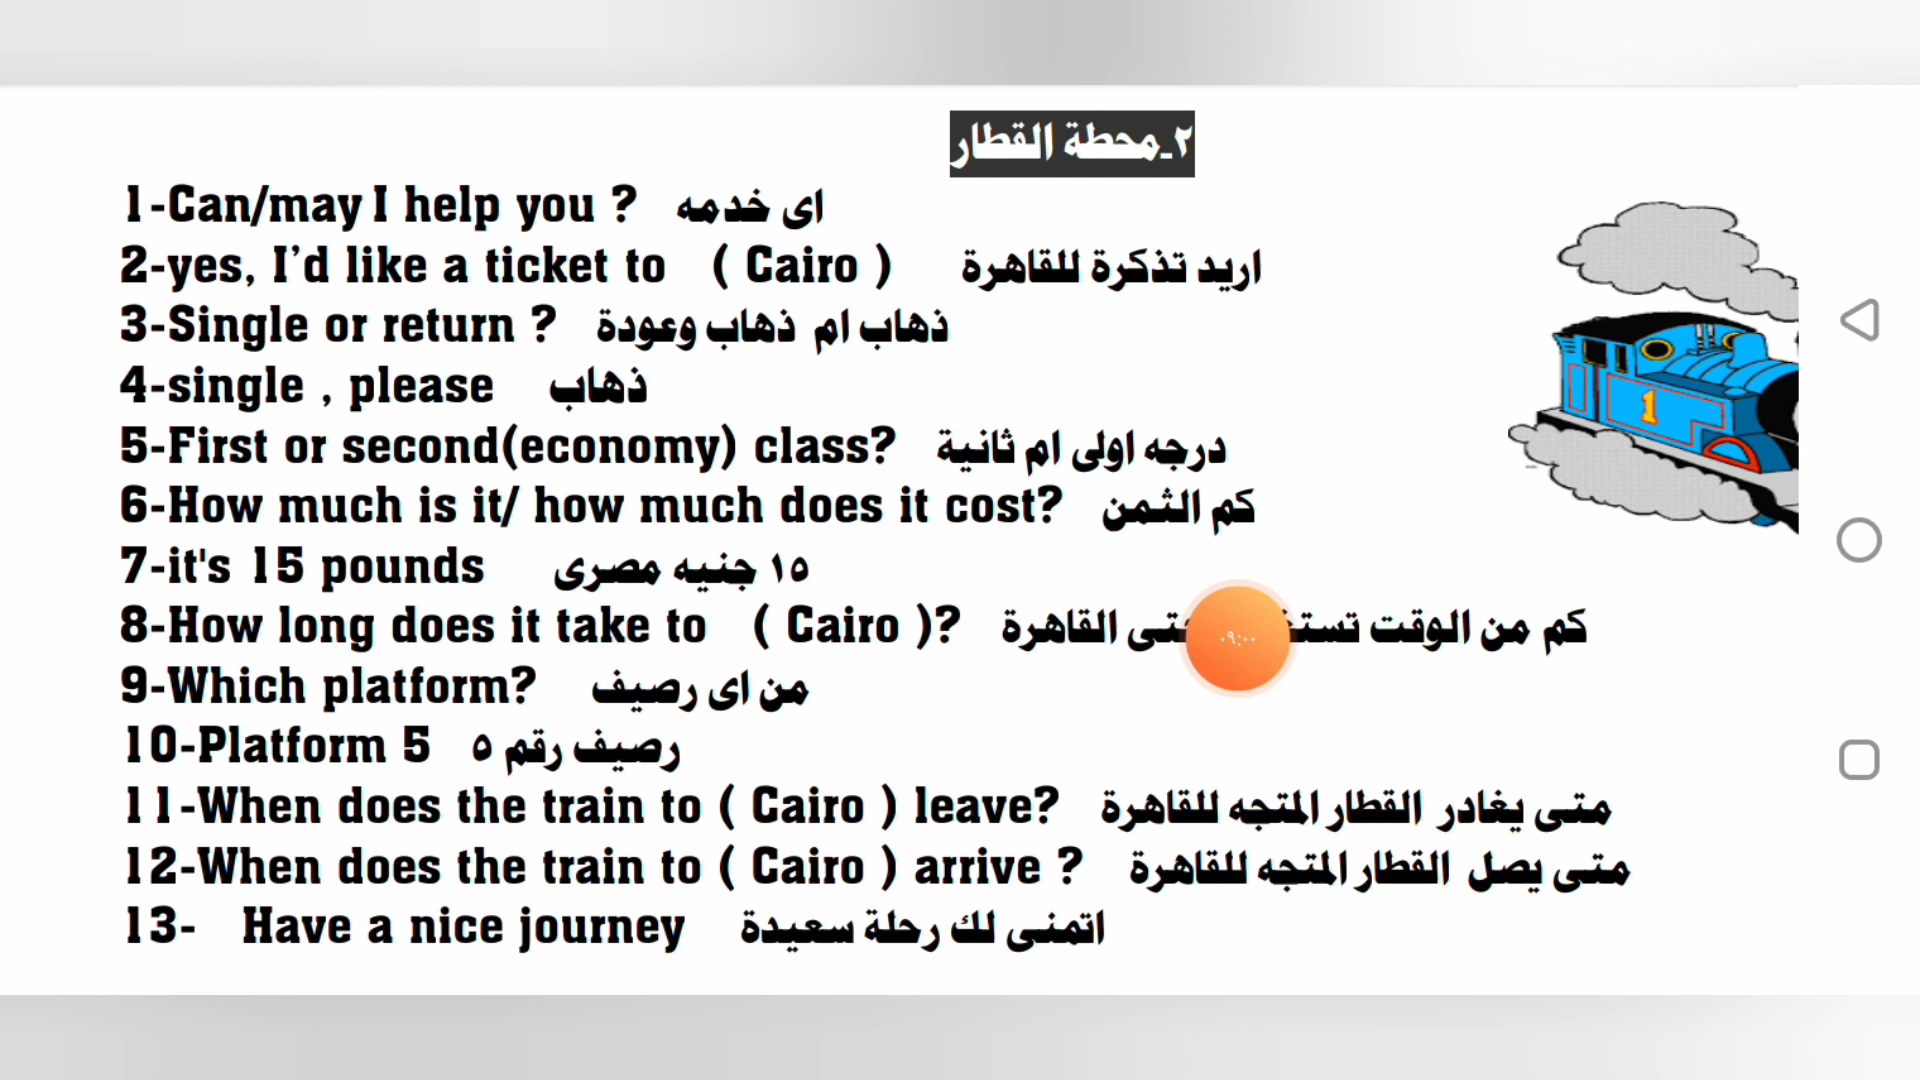 ٢ـ محطة القطار
1-Can/may I help you ? اى خدمه
2-yes, I'd like a ticket to ( Cairo ) اريد تذكرة للقاهرة
3-Single or return ? ذهاب ام ذهاب وعودة
4-single , please ذهاب
5-First or second(economy) class? درجه اولى ام ثانية
6-How much is it/ how much does it cost? كم الثمن
7-it's 15 pounds ١٥ جنيه مصرى
8-How long does it take to ( Cairo )? كم من الوقت القاهرة
9-Which platform? من اى رصيف
10-Platform 5 رصيف رقم ٥
11-When does the train to ( Cairo ) leave? متى يغادر القطار المتجه للقاهرة
12-When does the train to ( Cairo ) arrive ? متى يصل القطار المتجه للقاهرة
13- Have a nice journey اتمنى لك رحلة سعيدة
1
٠٩:٠٠